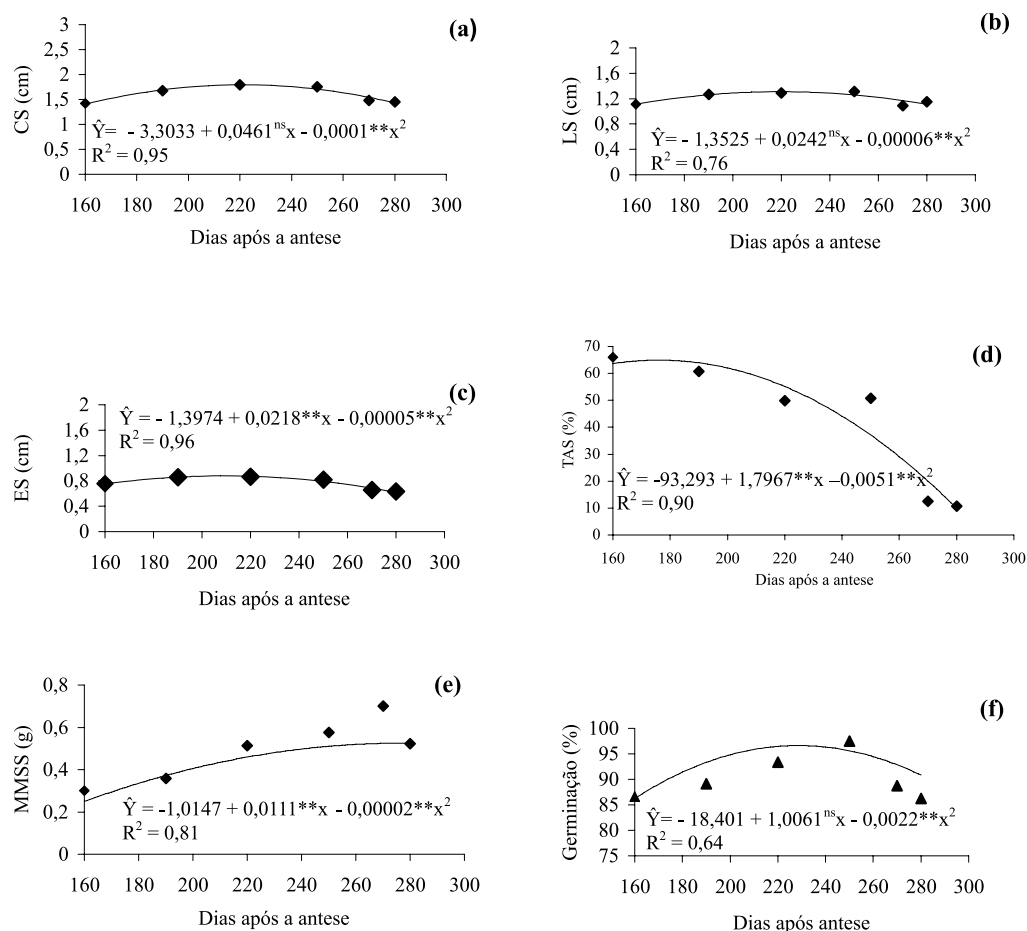 (a)
CS (cm)
3
2,5
2
1,5
1
0,5
0
Ŷ= - 3,3033 + 0,0461^{ns}x - 0,0001**x²
R² = 0,95
160 180 200 220 240 260 280 300
Dias após a antese
(b)
LS (cm)
2
1,6
1,2
0,8
0,4
0
Ŷ= - 1,3525 + 0,0242^{ns}x - 0,00006**x²
R² = 0,76
160 180 200 220 240 260 280 300
Dias após a antese
(c)
ES (cm)
2
1,6
1,2
0,8
0,4
0
Ŷ = - 1,3974 + 0,0218**x - 0,00005**x²
R² = 0,96
160 180 200 220 240 260 280 300
Dias após a antese
(d)
TAS (%)
70
60
50
40
30
20
10
0
Ŷ = -93,293 + 1,7967**x –0,0051**x²
R² = 0,90
160 180 200 220 240 260 280 300
Dias após a antese
(e)
MMSS (g)
0,8
0,6
0,4
0,2
0
Ŷ = -1,0147 + 0,0111**x - 0,00002**x²
R² = 0,81
160 180 200 220 240 260 280 300
Dias após a antese
(f)
Germinação (%)
100
95
90
85
80
75
Ŷ= - 18,401 + 1,0061^{ns}x - 0,0022**x²
R² = 0,64
160 180 200 220 240 260 280 300
Dias após antese